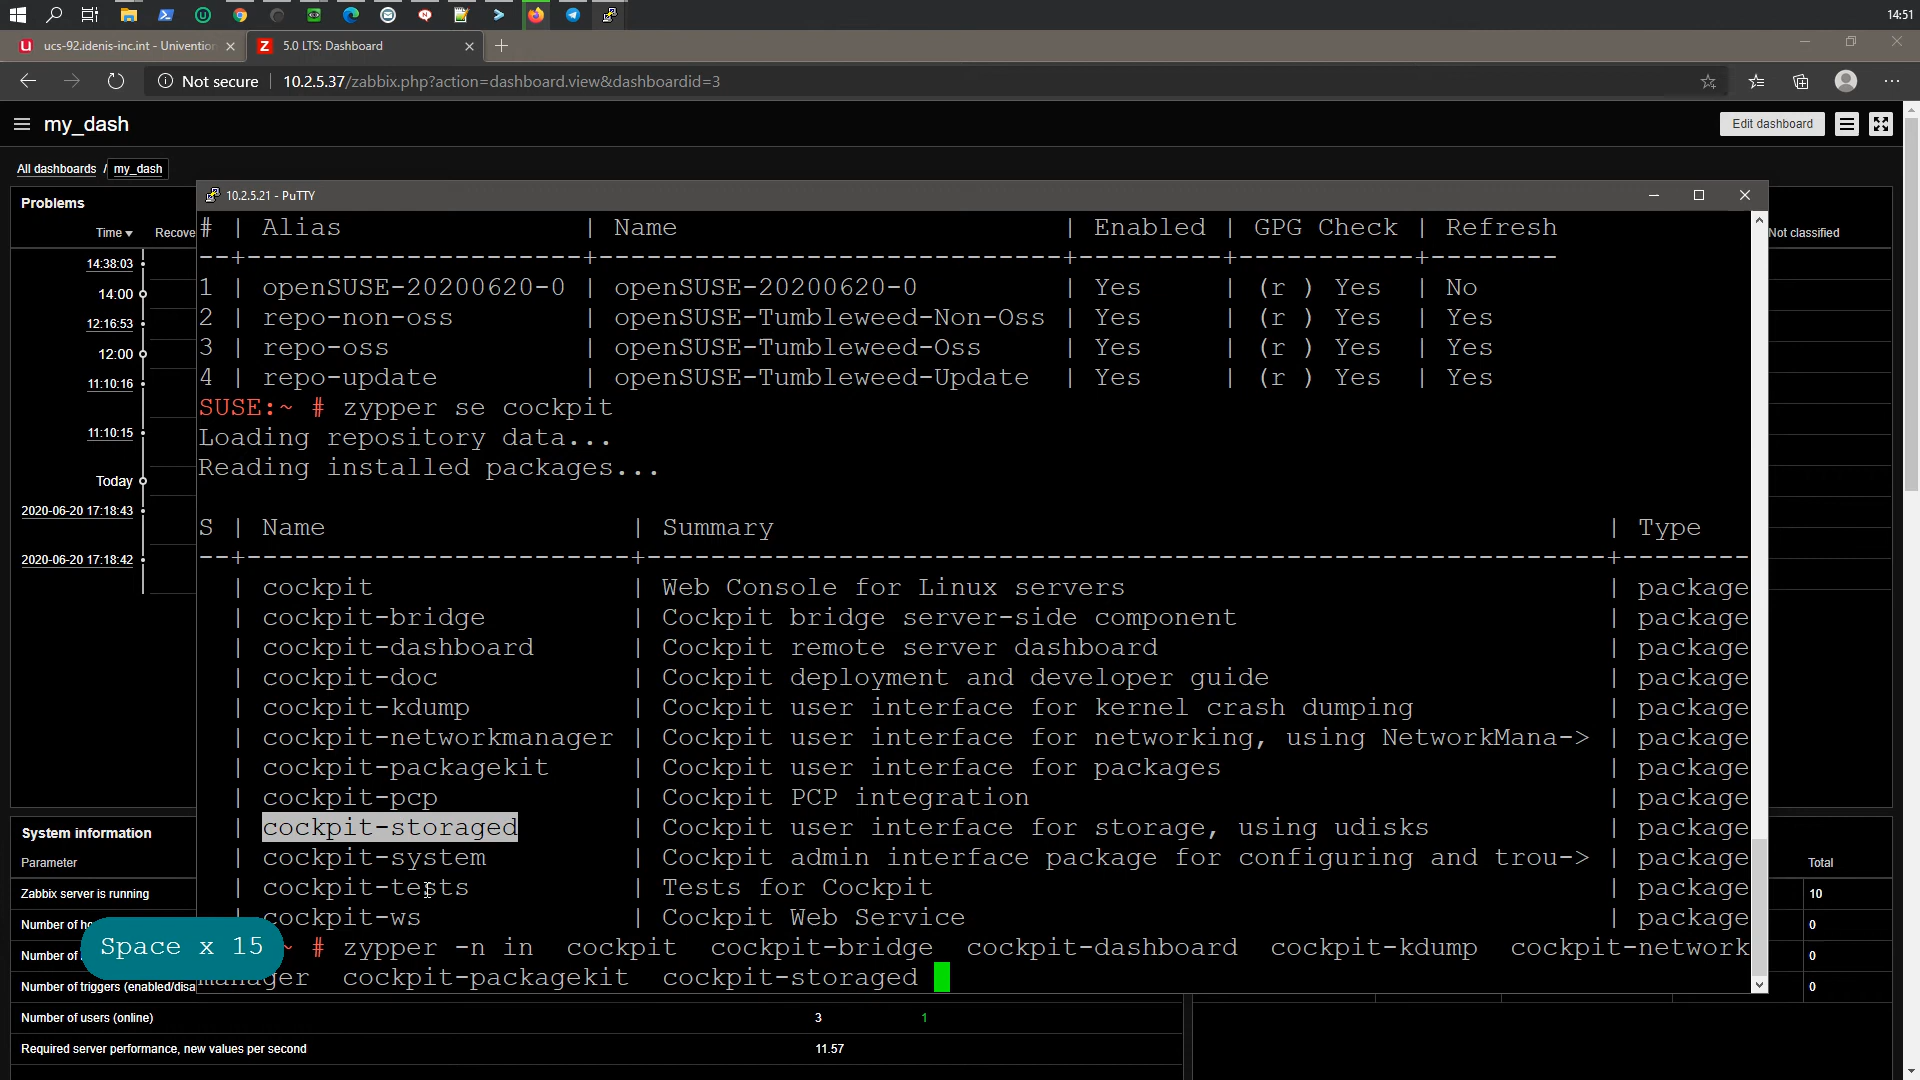 14:51
ucs-92.idenis-inc.int - Univention
5.0 LTS: Dashboard
Not secure 10.2.5.37/zabbix.php?action=dashboard.view&dashboardid=3
my_dash
Edit dashboard
All dashboards / my_dash
Problems
Time Recove
Not classified
14:38:03
14:00
12:16:53
12:00
11:10:16
11:10:15
Today
2020-06-20 17:18:43
2020-06-20 17:18:42
10.2.5.21 - PuTTY
# | Alias | Name | Enabled | GPG Check | Refresh
--+----------------------+-----------------------------+---------+-----------+--------
1 | openSUSE-20200620-0 | openSUSE-20200620-0 | Yes | (r ) Yes | No
2 | repo-non-oss | openSUSE-Tumbleweed-Non-Oss | Yes | (r ) Yes | Yes
3 | repo-oss | openSUSE-Tumbleweed-Oss | Yes | (r ) Yes | Yes
4 | repo-update | openSUSE-Tumbleweed-Update | Yes | (r ) Yes | Yes
SUSE:~ # zypper se cockpit
Loading repository data...
Reading installed packages...
S | Name | Summary | Type
--+------------------------+------------------------------------------------------------+--------
| cockpit | Web Console for Linux servers | package
| cockpit-bridge | Cockpit bridge server-side component | package
| cockpit-dashboard | Cockpit remote server dashboard | package
| cockpit-doc | Cockpit deployment and developer guide | package
| cockpit-kdump | Cockpit user interface for kernel crash dumping | package
| cockpit-networkmanager | Cockpit user interface for networking, using NetworkMana-> | package
| cockpit-packagekit | Cockpit user interface for packages | package
| cockpit-pcp | Cockpit PCP integration | package
| cockpit-storaged | Cockpit user interface for storage, using udisks | package
| cockpit-system | Cockpit admin interface package for configuring and trou-> | package
| cockpit-tests | Tests for Cockpit | package
| cockpit-ws | Cockpit Web Service | package
~ # zypper -n in cockpit cockpit-bridge cockpit-dashboard cockpit-kdump cockpit-network
manager cockpit-packagekit cockpit-storaged
Space x 15
System information
Parameter
Total
Zabbix server is running
10
Number of ho
0
Number of
0
Number of triggers (enabled/disa
0
Number of users (online) 3 1
Required server performance, new values per second 11.57